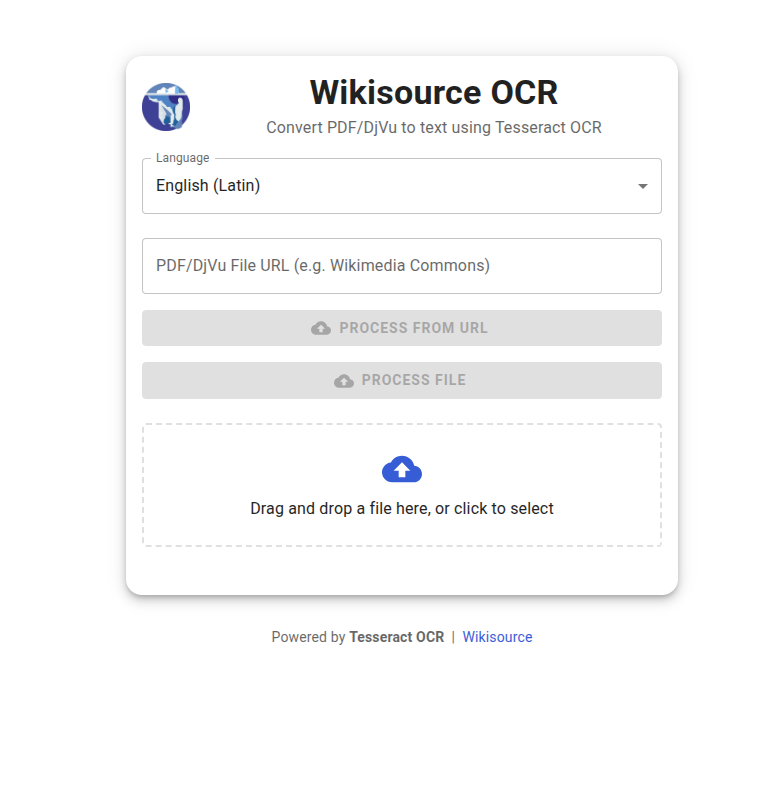 Wikisource OCR
Convert PDF/DjVu to text using Tesseract OCR
Language
English (Latin)
PDF/DjVu File URL (e.g. Wikimedia Commons)
PROCESS FROM URL
PROCESS FILE
Drag and drop a file here, or click to select
Powered by Tesseract OCR | Wikisource